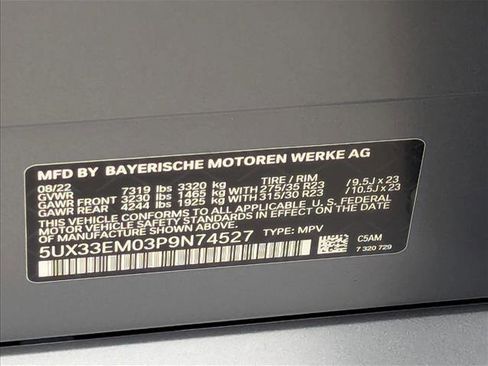 MFD BY BAYERISCHE MOTOREN WERKE AG
08/22 TIRE / RIM
GVWR 7319 lbs 3320 kg
GAWR FRONT 3230 lbs 1465 kg WITH 275/35 R23 / 9.5J x 23
GAWR REAR 4244 lbs 1925 kg WITH 315/30 R23 / 10.5J x 23
THIS VEHICLE CONFORMS TO ALL APPLICABLE U. S. FEDERAL
MOTOR VEHICLE SAFETY STANDARDS IN EFFECT ON THE
DATE OF MANUFACTURE SHOWN ABOVE.
5UX33EM03P9N74527 TYPE: MPV C5AM
7 320 729